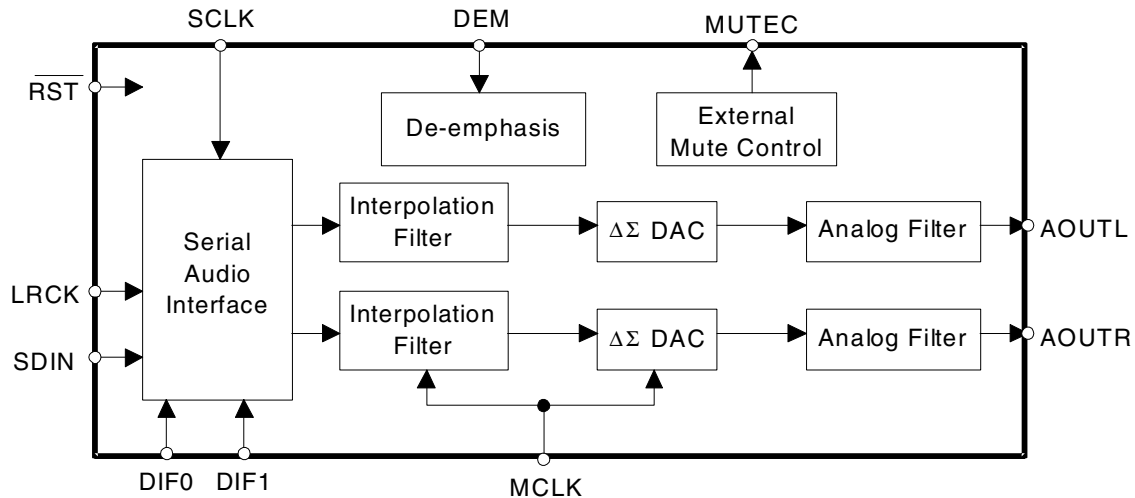 SCLK
DEM
MUTEC
RST
De-emphasis
External
Mute Control
Serial
Audio
Interface
Interpolation
Filter
ΔΣ DAC
Analog Filter
AOUTL
LRCK
SDIN
Interpolation
Filter
ΔΣ DAC
Analog Filter
AOUTR
DIF0
DIF1
MCLK